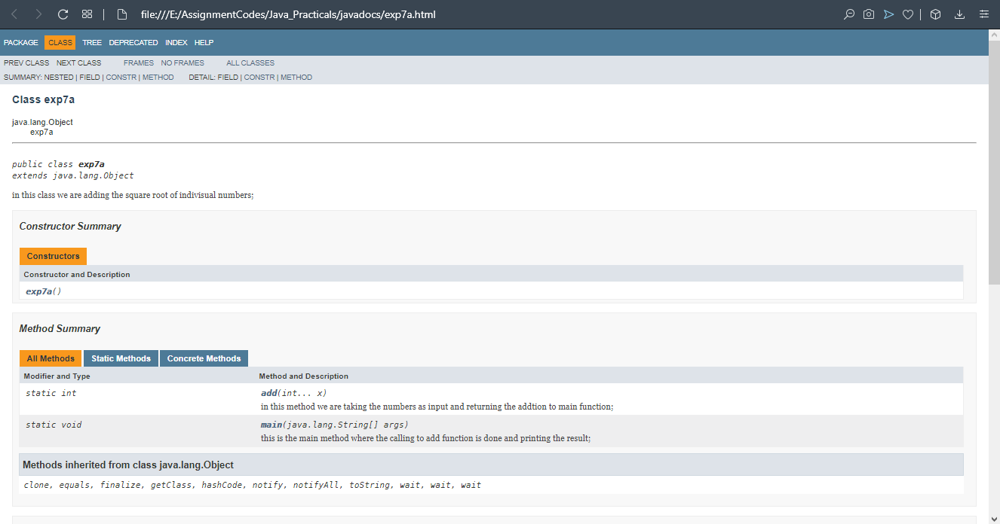 file:///E:/AssignmentCodes/Java_Practicals/javadocs/exp7a.html
PACKAGE CLASS TREE DEPRECATED INDEX HELP
PREV CLASS NEXT CLASS FRAMES NO FRAMES ALL CLASSES
SUMMARY: NESTED | FIELD | CONSTR | METHOD DETAIL: FIELD | CONSTR | METHOD
Class exp7a
java.lang.Object
exp7a
public class exp7a
extends java.lang.Object
in this class we are adding the square root of indivisual numbers;
Constructor Summary
Constructors
Constructor and Description
exp7a()
Method Summary
All Methods Static Methods Concrete Methods
Modifier and Type Method and Description
static int add(int... x)
in this method we are taking the numbers as input and returning the addtion to main function;
static void main(java.lang.String[] args)
this is the main method where the calling to add function is done and printing the result;
Methods inherited from class java.lang.Object
clone, equals, finalize, getClass, hashCode, notify, notifyAll, toString, wait, wait, wait